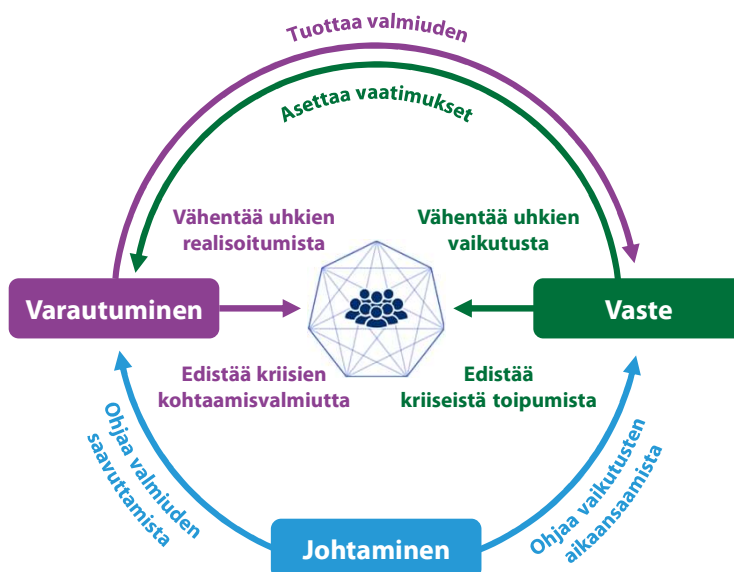 Tuottaa valmiuden
Asettaa vaatimukset
Vähentää uhkien
realisoitumista
Vähentää uhkien
vaikutusta
Varautuminen
Vaste
Edistää kriisien
kohtaamisvalmiutta
Edistää
kriiseistä toipumista
Ohjaa valmiuden
saavuttamista
Ohjaa vaikutusten
aikaansaamista
Johtaminen